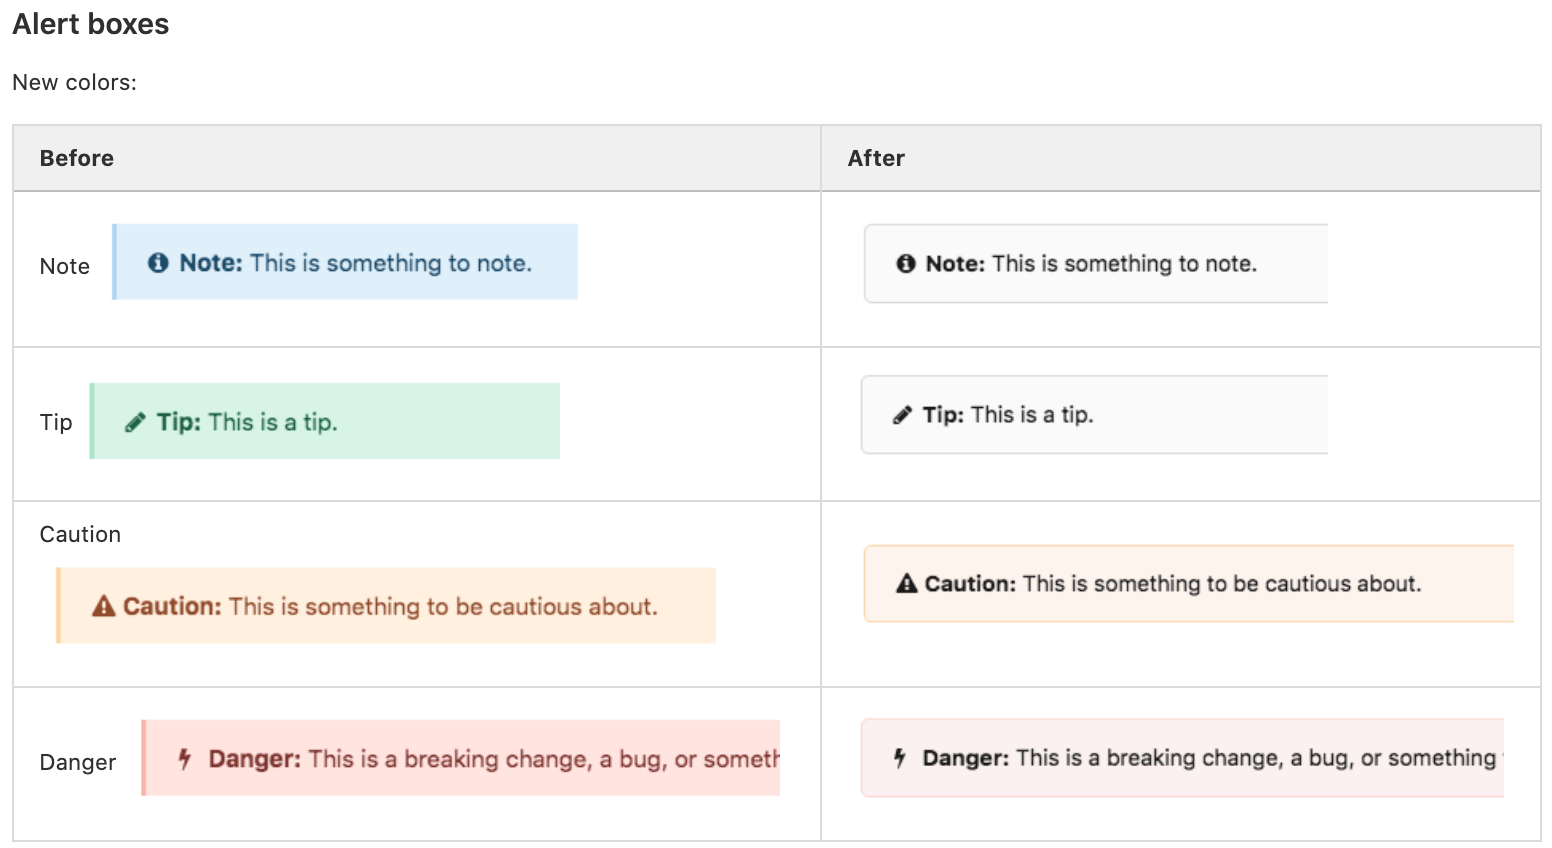 Alert boxes
New colors:
Before After
Note Note: This is something to note. Note: This is something to note.
Tip Tip: This is a tip. Tip: This is a tip.
Caution
Caution: This is something to be cautious about. Caution: This is something to be cautious about.
Danger Danger: This is a breaking change, a bug, or someth Danger: This is a breaking change, a bug, or something